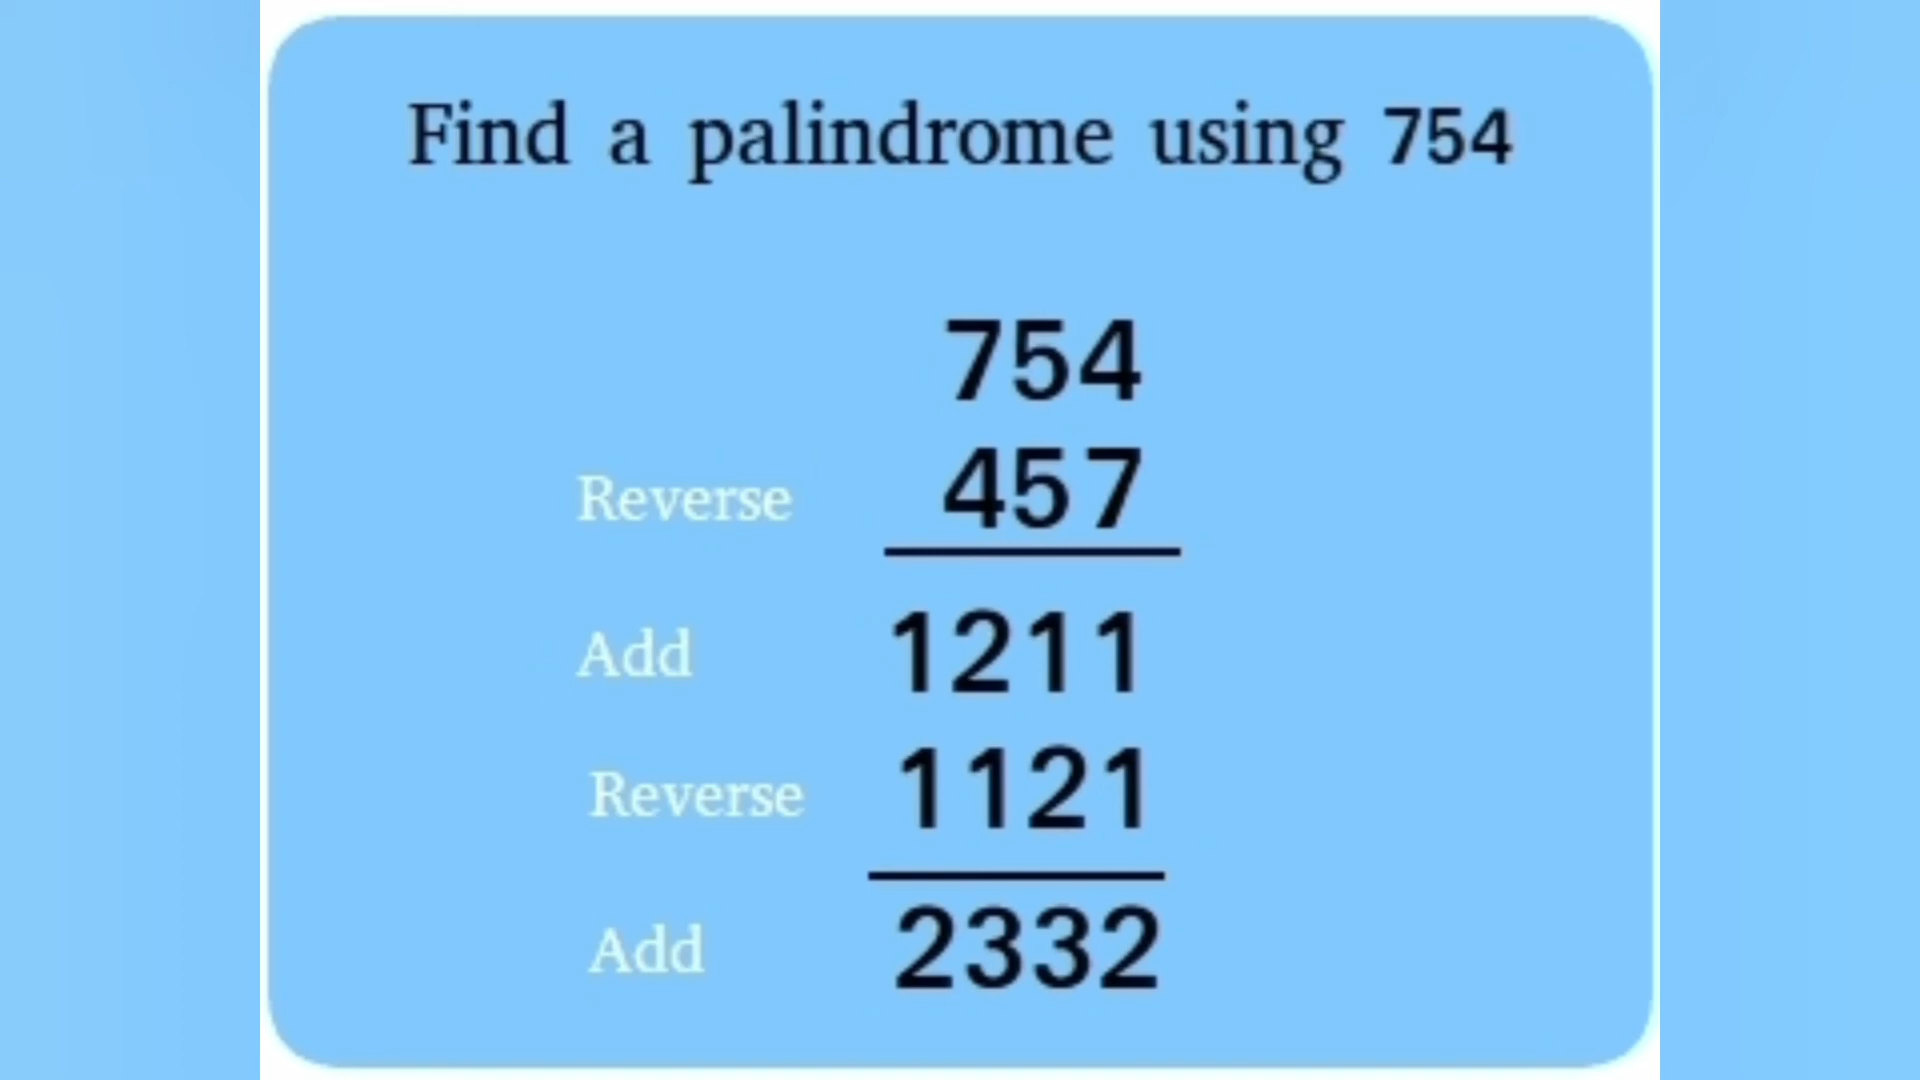 Find a palindrome using 754
754
Reverse 457
Add 1211
Reverse 1121
Add 2332